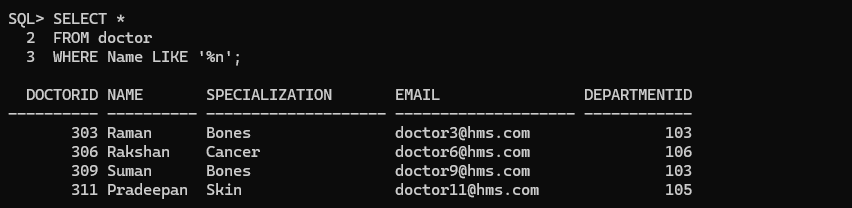 SQL> SELECT *
  2  FROM doctor
  3  WHERE Name LIKE '%n';
  DOCTORID NAME       SPECIALIZATION       EMAIL                DEPARTMENTID
---------- ---------- -------------------- -------------------- ------------
       303 Raman      Bones                doctor3@hms.com               103
       306 Rakshan    Cancer               doctor6@hms.com               106
       309 Suman      Bones                doctor9@hms.com               103
       311 Pradeepan  Skin                 doctor11@hms.com              105